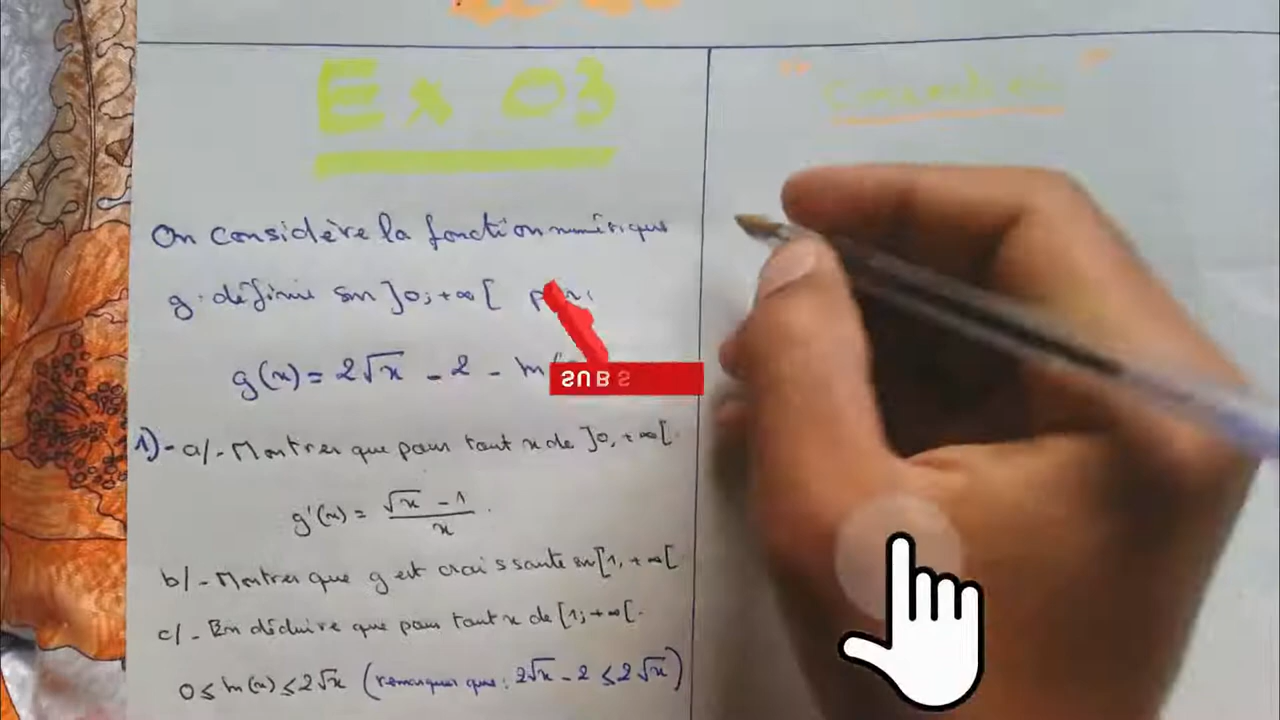 Ex 03
On considère la fonction numérique
g définie sur ]0; +∞[ par:
g(x) = 2√x - 2 - ln
1) - a/ - Montrer que pour tout x de ]0, +∞[.
g'(x) = (√x - 1)/x .
b/ - Montrer que g est croissante sur [1, +∞[
c/ - En déduire que pour tout x de [1; +∞[.
0 ≤ ln(x) ≤ 2√x (remarquer que: 2√x - 2 ≤ 2√x)
SUBS